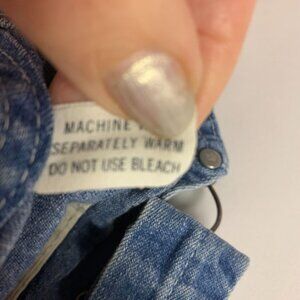 MACHINE
SEPARATELY WARM
DO NOT USE BLEACH